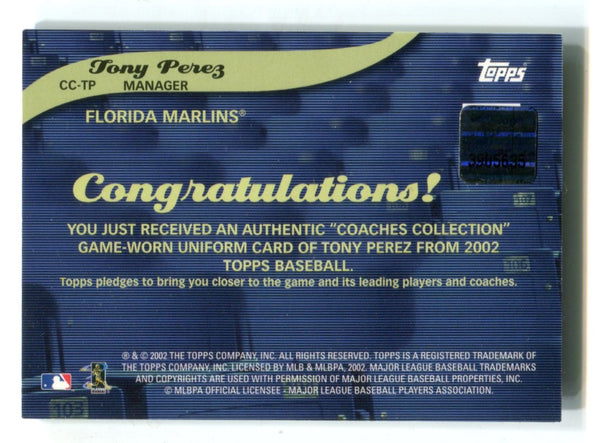 Tony Perez
CC-TP MANAGER
topps
FLORIDA MARLINS®
Congratulations!
YOU JUST RECEIVED AN AUTHENTIC "COACHES COLLECTION"
GAME-WORN UNIFORM CARD OF TONY PEREZ FROM 2002
TOPPS BASEBALL.
Topps pledges to bring you closer to the game and its leading players and coaches.
® & © 2002 THE TOPPS COMPANY, INC. ALL RIGHTS RESERVED. TOPPS IS A REGISTERED TRADEMARK OF
THE TOPPS COMPANY, INC. LICENSED BY MLB & MLBPA, 2002. MAJOR LEAGUE BASEBALL TRADEMARKS
AND COPYRIGHTS ARE USED WITH PERMISSION OF MAJOR LEAGUE BASEBALL PROPERTIES, INC.
© MLBPA OFFICIAL LICENSEE - MAJOR LEAGUE BASEBALL PLAYERS ASSOCIATION.
103